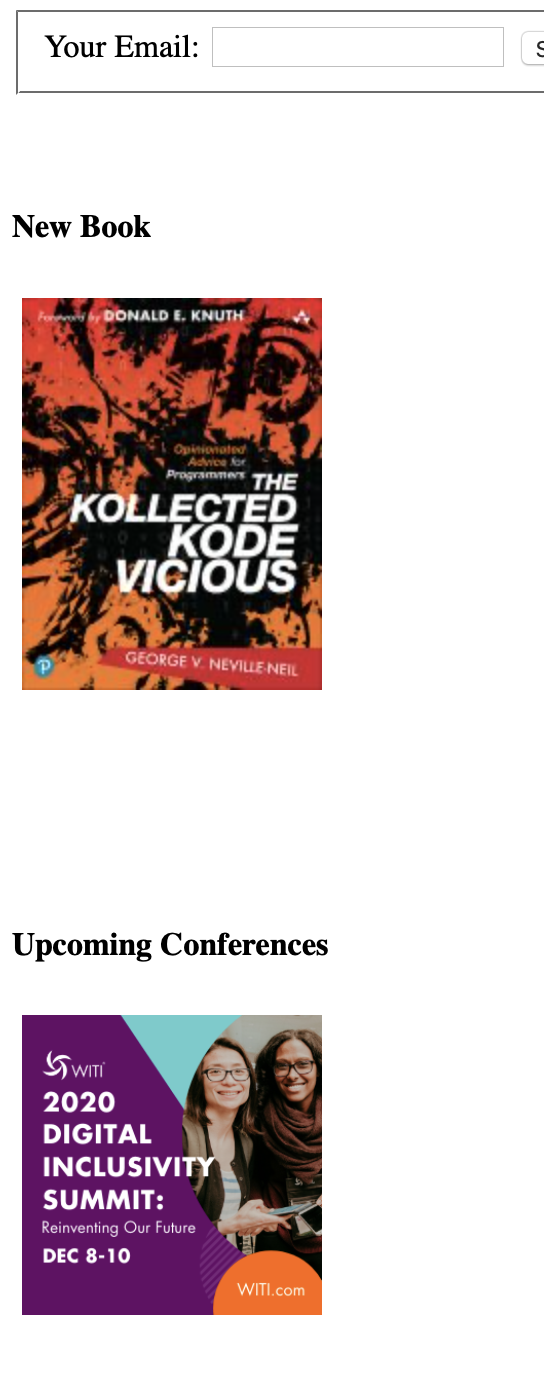 Your Email:
S
New Book
Foreword by DONALD E. KNUTH
Opinionated
Advice for
Programmers
THE
KOLLECTED
KODE
VICIOUS
GEORGE V. NEVILLE-NEIL
P
Upcoming Conferences
WITI
2020
DIGITAL
INCLUSIVITY
SUMMIT:
Reinventing Our Future
DEC 8-10
WITI.com